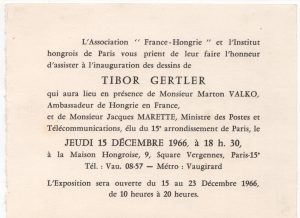 L'Association " France-Hongrie " et l'Institut
hongrois de Paris vous prient de leur faire l'honneur
d'assister à l'inauguration des dessins de
TIBOR GERTLER
qui aura lieu en présence de Monsieur Marton VALKO,
Ambassadeur de Hongrie en France,
et de Monsieur Jacques MARETTE, Ministre des Postes et
Télécommunications, élu du 15e arrondissement de Paris, le
JEUDI 15 DÉCEMBRE 1966, à 18 h. 30,
à la Maison Hongroise, 9, Square Vergennes, Paris-15e
Tél. : Vau. 08-57 — Métro : Vaugirard
L'Exposition sera ouverte du 15 au 23 Décembre 1966,
de 10 heures à 20 heures.